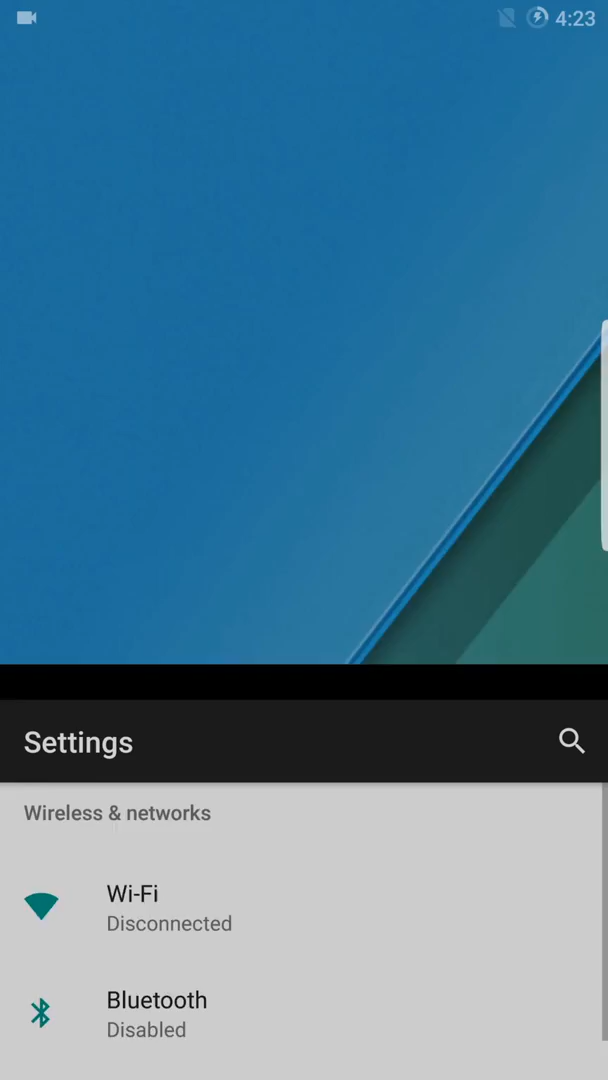 4:23
Settings
Wireless & networks
Wi-Fi
Disconnected
Bluetooth
Disabled